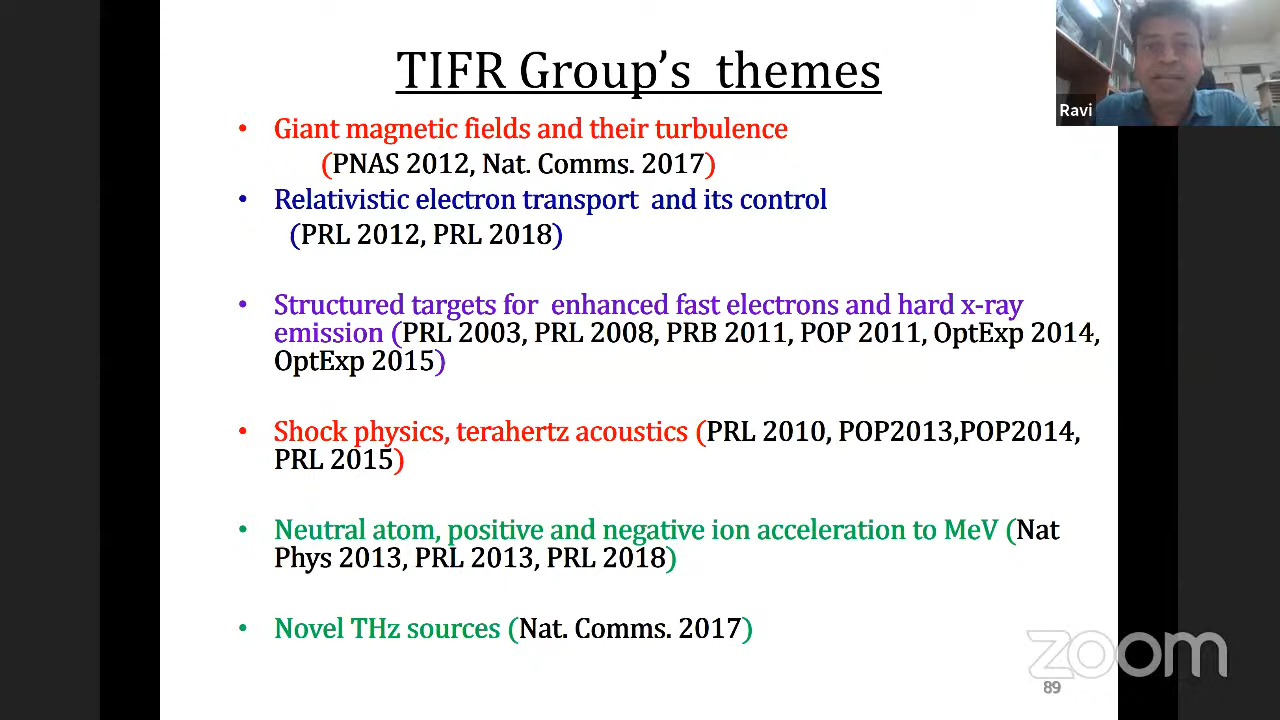 TIFR Group's themes
Ravi
• Giant magnetic fields and their turbulence
(PNAS 2012, Nat. Comms. 2017)
• Relativistic electron transport and its control
(PRL 2012, PRL 2018)
• Structured targets for enhanced fast electrons and hard x-ray
emission (PRL 2003, PRL 2008, PRB 2011, POP 2011, OptExp 2014,
OptExp 2015)
• Shock physics, terahertz acoustics (PRL 2010, POP2013,POP2014,
PRL 2015)
• Neutral atom, positive and negative ion acceleration to MeV (Nat
Phys 2013, PRL 2013, PRL 2018)
• Novel THz sources (Nat. Comms. 2017)
zoom
89